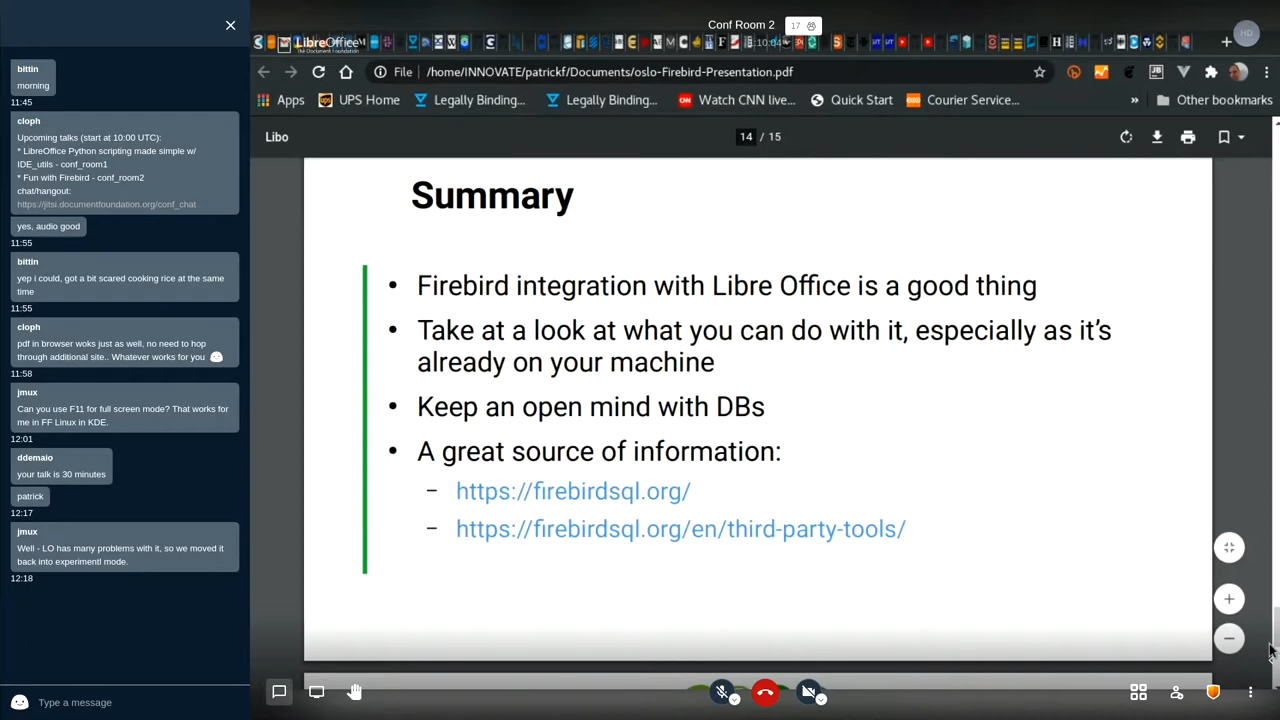 Conf Room 2
17
LibreOffice
The Document Foundation
File
/home/INNOVATE/patrickf/Documents/oslo-Firebird-Presentation.pdf
Apps
UPS Home
Legally Binding...
Legally Binding...
Watch CNN live...
Quick Start
Courier Service...
»
Other bookmarks
Libo
14 / 15
bittin
morning
11:45
cloph
Upcoming talks (start at 10:00 UTC):
* LibreOffice Python scripting made simple w/
IDE_utils - conf_room1
* Fun with Firebird - conf_room2
chat/hangout:
https://jitsi.documentfoundation.org/conf_chat
yes, audio good
11:55
bittin
yep i could, got a bit scared cooking rice at the same
time
11:55
cloph
pdf in browser woks just as well, no need to hop
through additional site.. Whatever works for you
11:58
jmux
Can you use F11 for full screen mode? That works for
me in FF Linux in KDE.
12:01
ddemaio
your talk is 30 minutes
patrick
12:17
jmux
Well - LO has many problems with it, so we moved it
back into experimentl mode.
12:18
Type a message
Summary
• Firebird integration with Libre Office is a good thing
• Take at a look at what you can do with it, especially as it's
already on your machine
• Keep an open mind with DBs
• A great source of information:
– https://firebirdsql.org/
– https://firebirdsql.org/en/third-party-tools/
HD